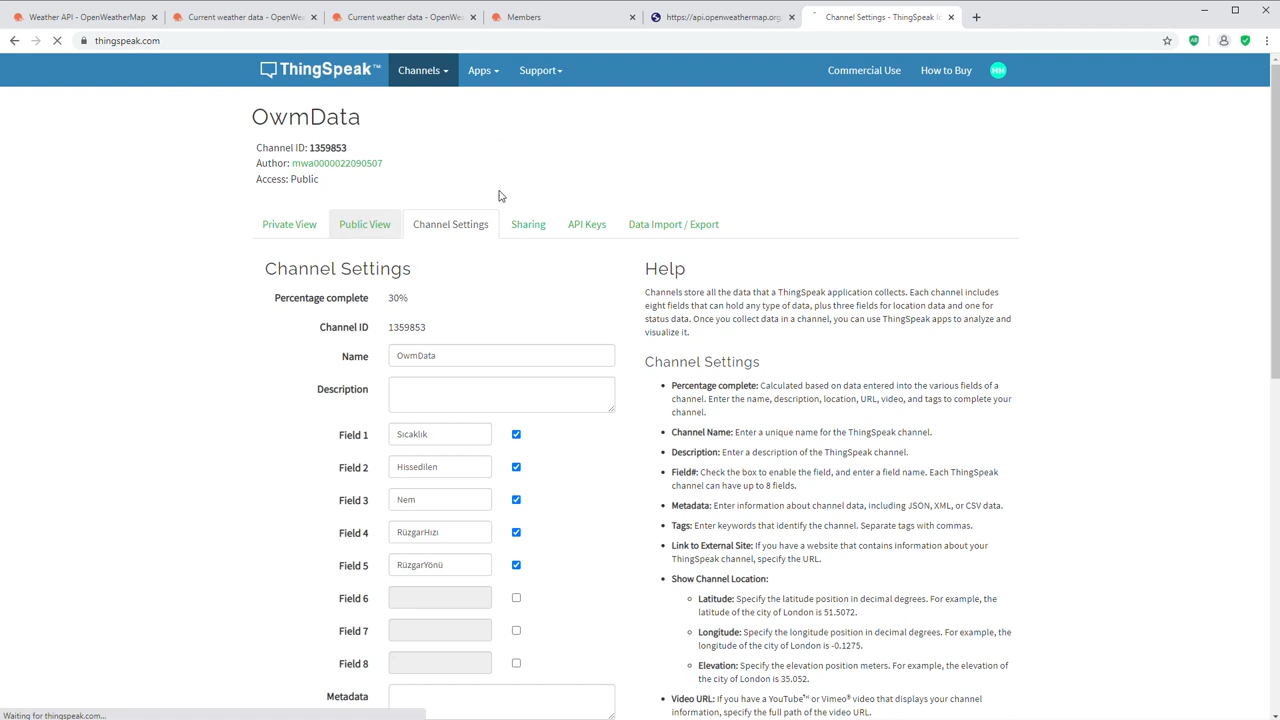 Weather API - OpenWeatherMap
Current weather data - OpenWe
Current weather data - OpenWe
Members
https://api.openweathermap.org
Channel Settings - ThingSpeak I
thingspeak.com
ThingSpeak™
Channels
Apps
Support
Commercial Use
How to Buy
HH
OwmData
Channel ID: 1359853
Author: mwa0000022090507
Access: Public
Private View
Public View
Channel Settings
Sharing
API Keys
Data Import / Export
Channel Settings
Percentage complete 30%
Channel ID 1359853
Name OwmData
Description
Field 1 Sıcaklık
Field 2 Hissedilen
Field 3 Nem
Field 4 RüzgarHızı
Field 5 RüzgarYönü
Field 6
Field 7
Field 8
Metadata
Help
Channels store all the data that a ThingSpeak application collects. Each channel includes
eight fields that can hold any type of data, plus three fields for location data and one for
status data. Once you collect data in a channel, you can use ThingSpeak apps to analyze and
visualize it.
Channel Settings
Percentage complete: Calculated based on data entered into the various fields of a
channel. Enter the name, description, location, URL, video, and tags to complete your
channel.
Channel Name: Enter a unique name for the ThingSpeak channel.
Description: Enter a description of the ThingSpeak channel.
Field#: Check the box to enable the field, and enter a field name. Each ThingSpeak
channel can have up to 8 fields.
Metadata: Enter information about channel data, including JSON, XML, or CSV data.
Tags: Enter keywords that identify the channel. Separate tags with commas.
Link to External Site: If you have a website that contains information about your
ThingSpeak channel, specify the URL.
Show Channel Location:
Latitude: Specify the latitude position in decimal degrees. For example, the
latitude of the city of London is 51.5072.
Longitude: Specify the longitude position in decimal degrees. For example, the
longitude of the city of London is -0.1275.
Elevation: Specify the elevation position meters. For example, the elevation of
the city of London is 35.052.
Video URL: If you have a YouTube™ or Vimeo® video that displays your channel
information, specify the full path of the video URL.
Waiting for thingspeak.com...